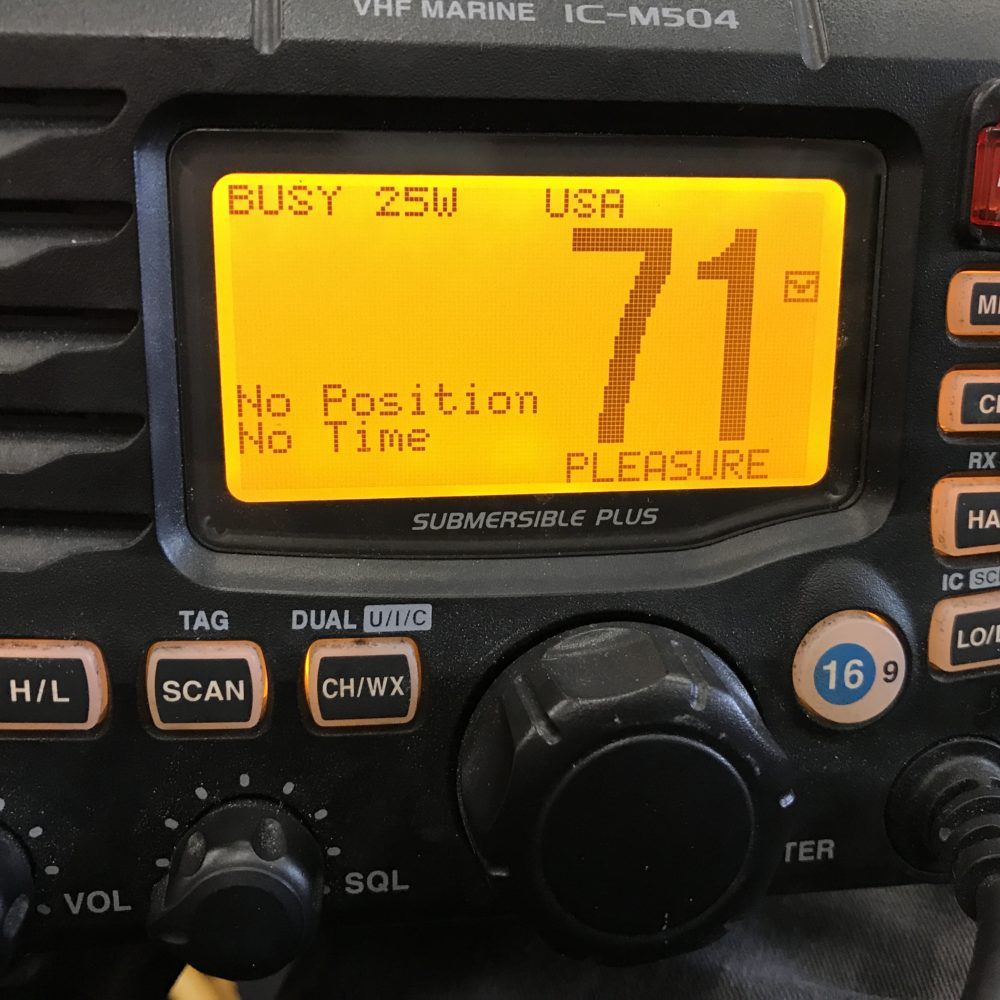 VHF MARINE IC-M504
BUSY 25W USA
71
No Position
No Time
PLEASURE
SUBMERSIBLE PLUS
RX
IC
TAG
DUAL U/I/C
H/L
SCAN
CH/WX
16 9
VOL
SQL